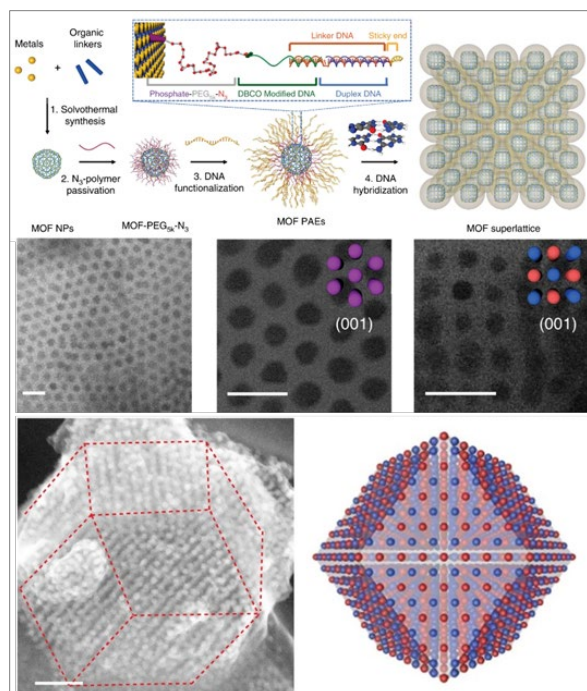 Metals
Organic
linkers
+
Linker DNA
Sticky end
Phosphate-PEG5k-N3
DBCO Modified DNA
Duplex DNA
1. Solvothermal
synthesis
2. N3-polymer
passivation
3. DNA
functionalization
4. DNA
hybridization
MOF NPs
MOF-PEG5k-N3
MOF PAEs
MOF superlattice
(001)
(001)